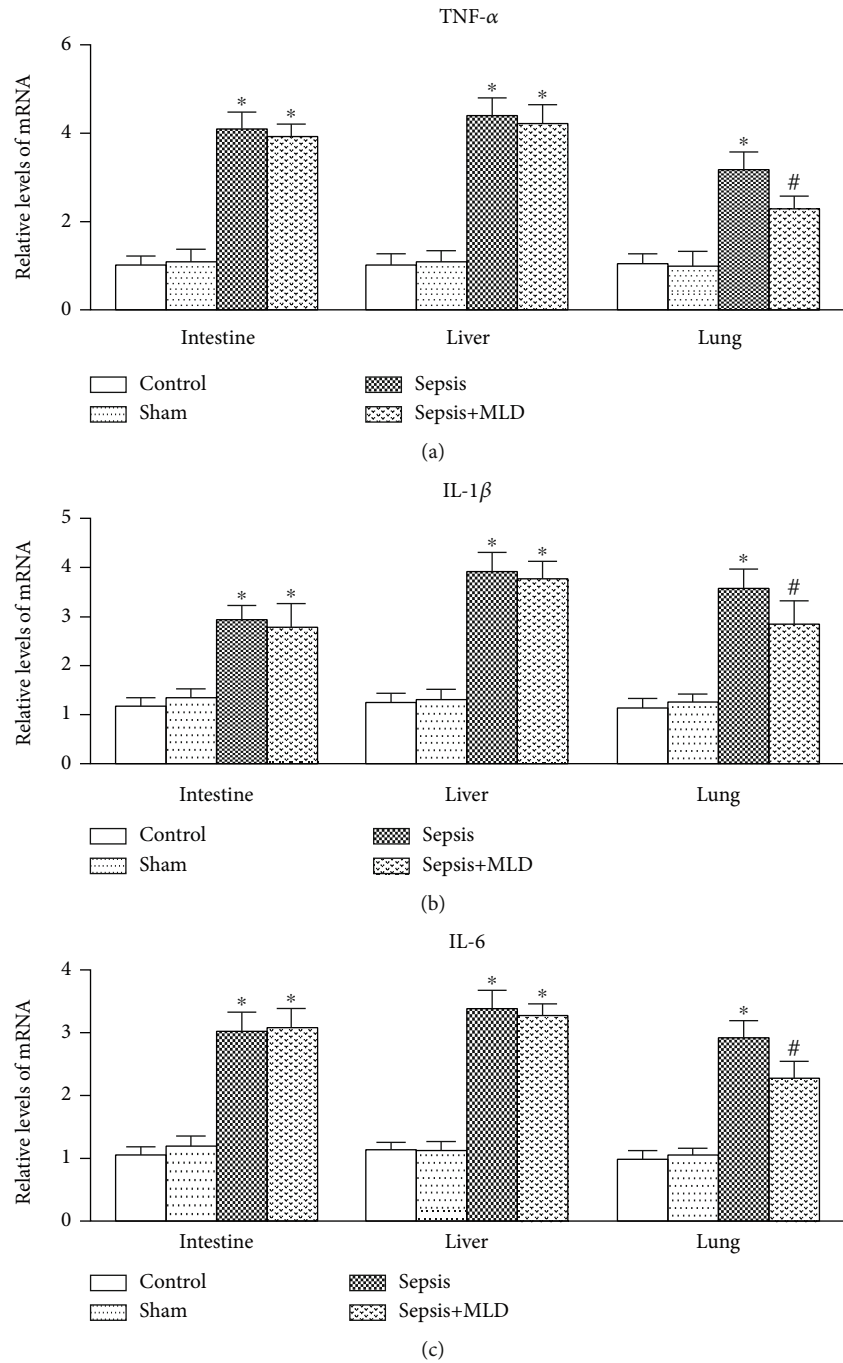 TNF-α
Relative levels of mRNA
6
4
2
0
* * * * * #
Intestine Liver Lung
Control Sepsis
Sham Sepsis+MLD
(a)
IL-1β
Relative levels of mRNA
5
4
3
2
1
0
* * * * * #
Intestine Liver Lung
Control Sepsis
Sham Sepsis+MLD
(b)
IL-6
Relative levels of mRNA
4
3
2
1
0
* * * * * #
Intestine Liver Lung
Control Sepsis
Sham Sepsis+MLD
(c)